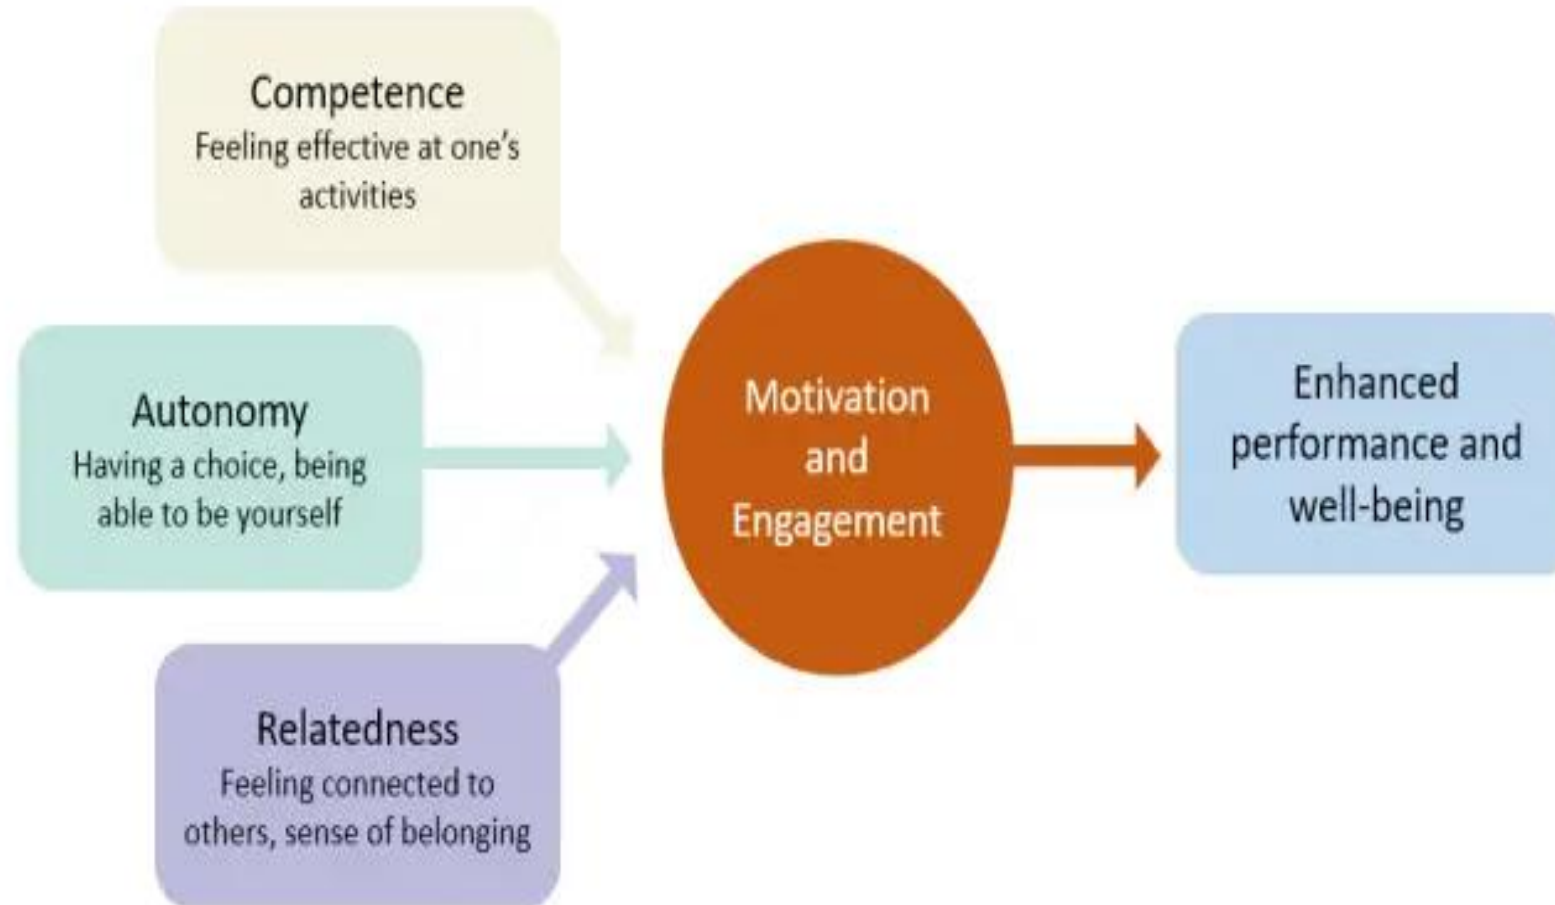 Competence
Feeling effective at one's
activities
Autonomy
Having a choice, being
able to be yourself
Relatedness
Feeling connected to
others, sense of belonging
Motivation
and
Engagement
Enhanced
performance and
well-being